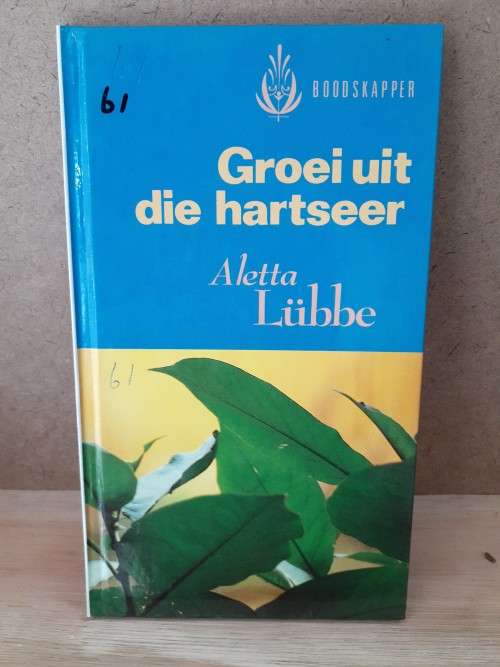 61
BOODSKAPPER
Groei uit
die hartseer
Aletta
Lübbe
61